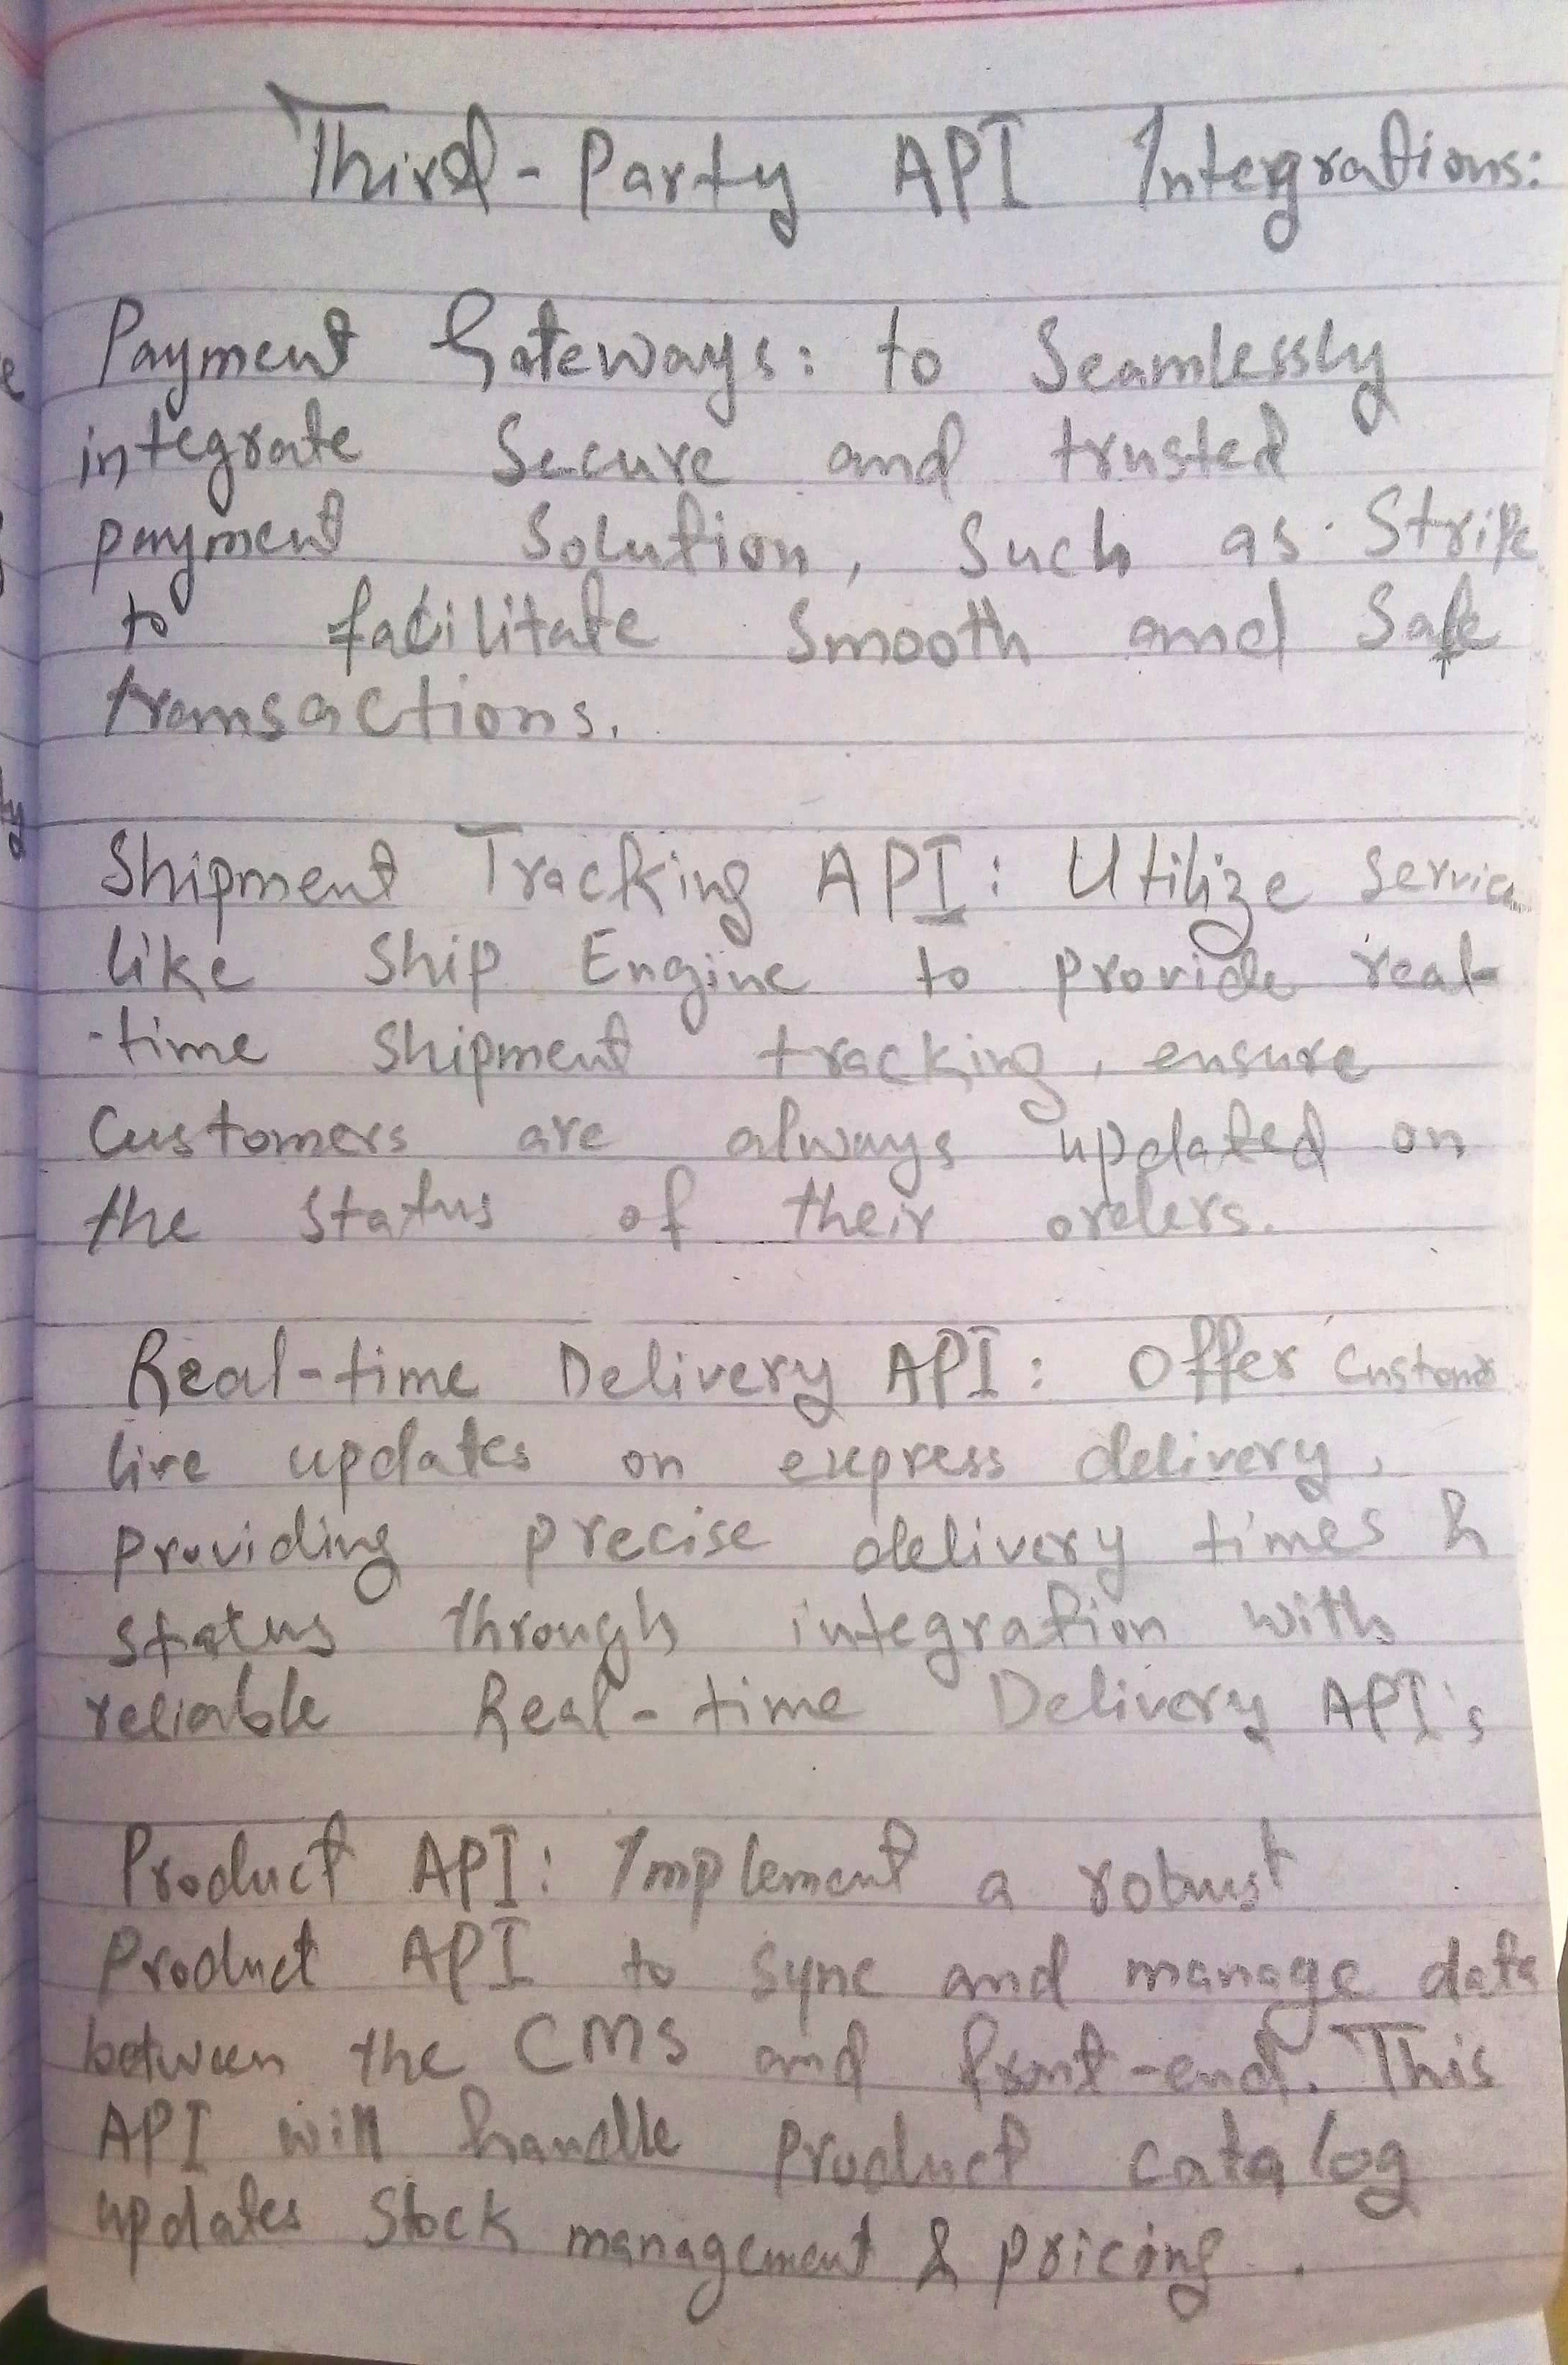 Third-Party API Intergrations:
Payment Gateways: to Seamlessly
integrate Secure and trusted
payment Solution, Such as Stripe
to facilitate Smooth and Safe
transactions.
Shipment Tracking API: Utilize Service
like Ship Engine to provide real-
-time Shipment tracking, ensure
Customers are always updated on
the Status of their orders.
Real-time Delivery API: Offer Customer
live updates on express delivery,
providing precise delivery times &
status through integration with
reliable Real-time Delivery API's
Product API: Implement a robust
Product API to Sync and manage data
between the CMS and front-end. This
API will handle Product catalog
updates Stock management & pricing.